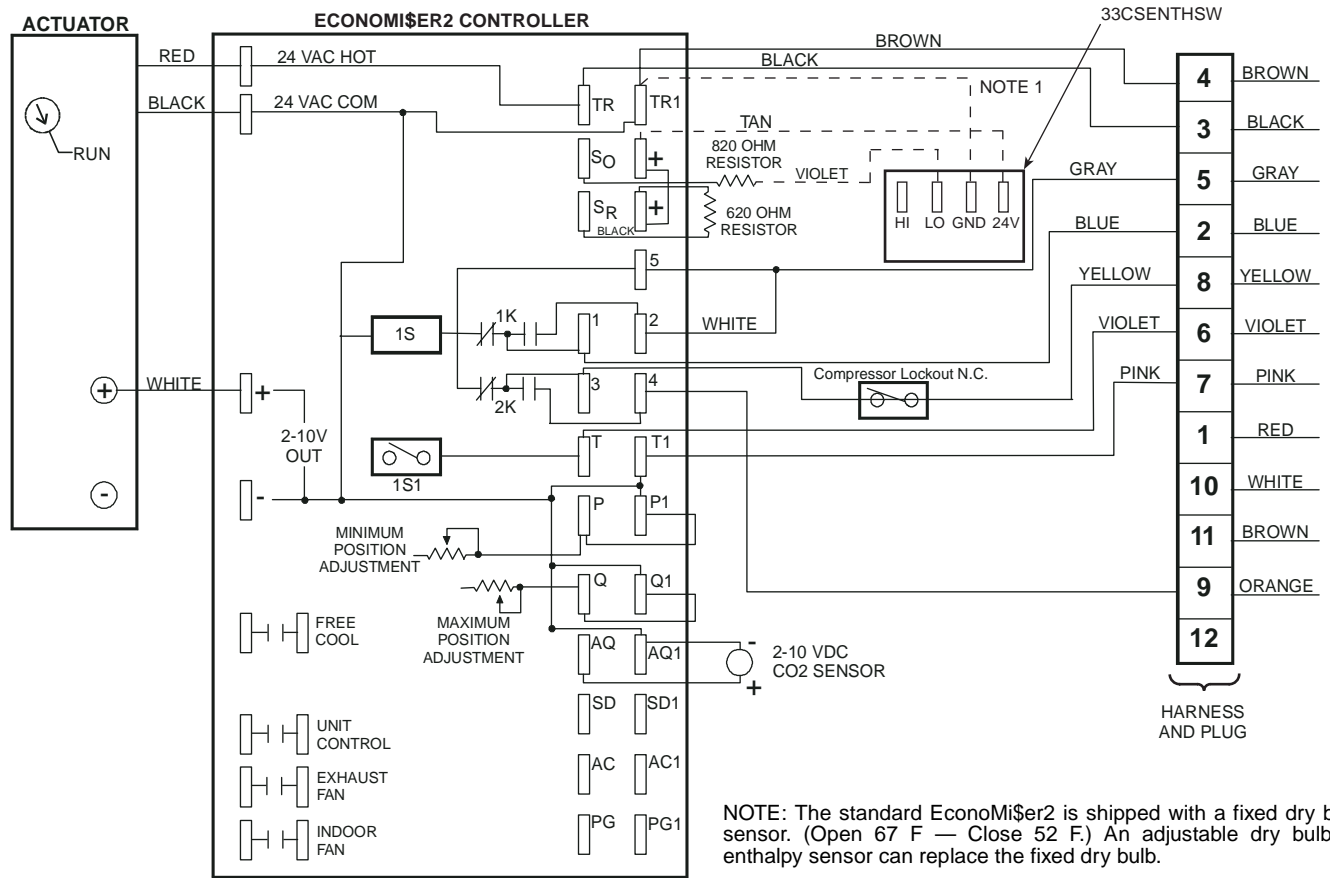 33CSENTHSW
ACTUATOR
ECONOMI$ER2 CONTROLLER
BROWN
RED
24 VAC HOT
BLACK
4
BROWN
BLACK
24 VAC COM
TR
TR1
NOTE 1
3
BLACK
RUN
TAN
SO
+
820 OHM
RESISTOR
VIOLET
GRAY
5
GRAY
SR
BLACK
+
620 OHM
RESISTOR
HI
LO
GND
24V
BLUE
2
BLUE
5
YELLOW
8
YELLOW
1S
1K
1
2
WHITE
VIOLET
6
VIOLET
WHITE
+
2K
3
4
Compressor Lockout N.C.
PINK
7
PINK
+
2-10V
OUT
1S1
T
T1
1
RED
-
-
P
P1
10
WHITE
MINIMUM
POSITION
ADJUSTMENT
11
BROWN
Q
Q1
9
ORANGE
FREE
COOL
MAXIMUM
POSITION
ADJUSTMENT
AQ
AQ1
-
+
2-10 VDC
CO2 SENSOR
12
SD
SD1
HARNESS
AND PLUG
UNIT
CONTROL
EXHAUST
FAN
AC
AC1
INDOOR
FAN
PG
PG1
NOTE: The standard EconoMi$er2 is shipped with a fixed dry b
sensor. (Open 67 F — Close 52 F.) An adjustable dry bulb
enthalpy sensor can replace the fixed dry bulb.